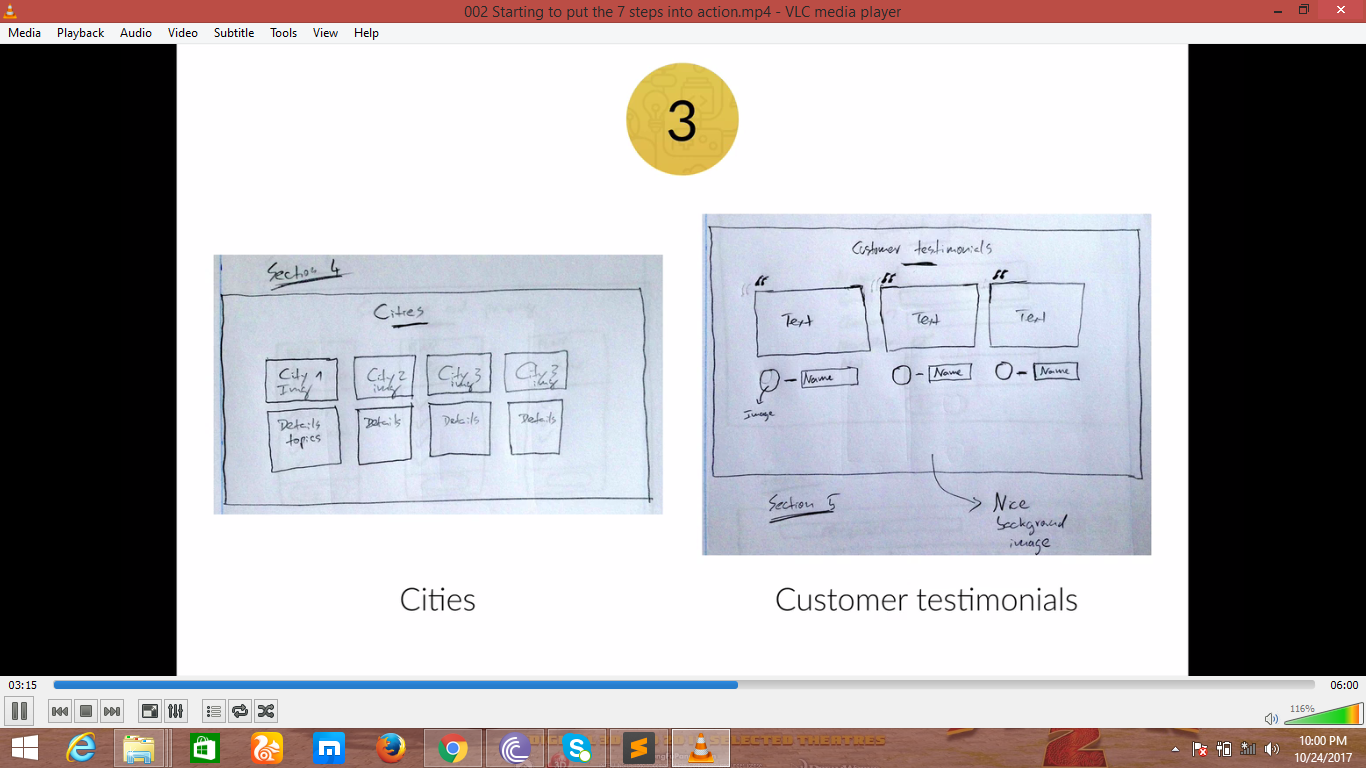 002 Starting to put the 7 steps into action.mp4 - VLC media player
Media Playback Audio Video Subtitle Tools View Help
3
Section 4
Cities
City 1 City 2 City 3 City 3
Img img img img
Details Details Details Details
topics
Customer testimonials
Text Text Text
Name Name Name
Image
Section 5
Nice
background
image
Cities
Customer testimonials
03:15
06:00
116%
SELECTED THEATRES
2
10:00 PM
10/24/2017